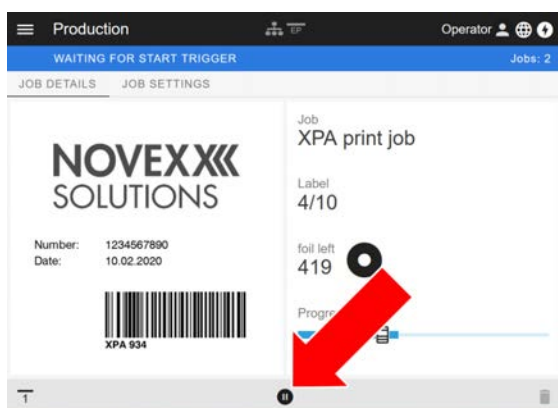 Production
EP
Operator
WAITING FOR START TRIGGER
Jobs: 2
JOB DETAILS JOB SETTINGS
NOVEXX
SOLUTIONS
Number: 1234567890
Date: 10.02.2020
XPA 934
Job
XPA print job
Label
4/10
foil left
419
Progre
1